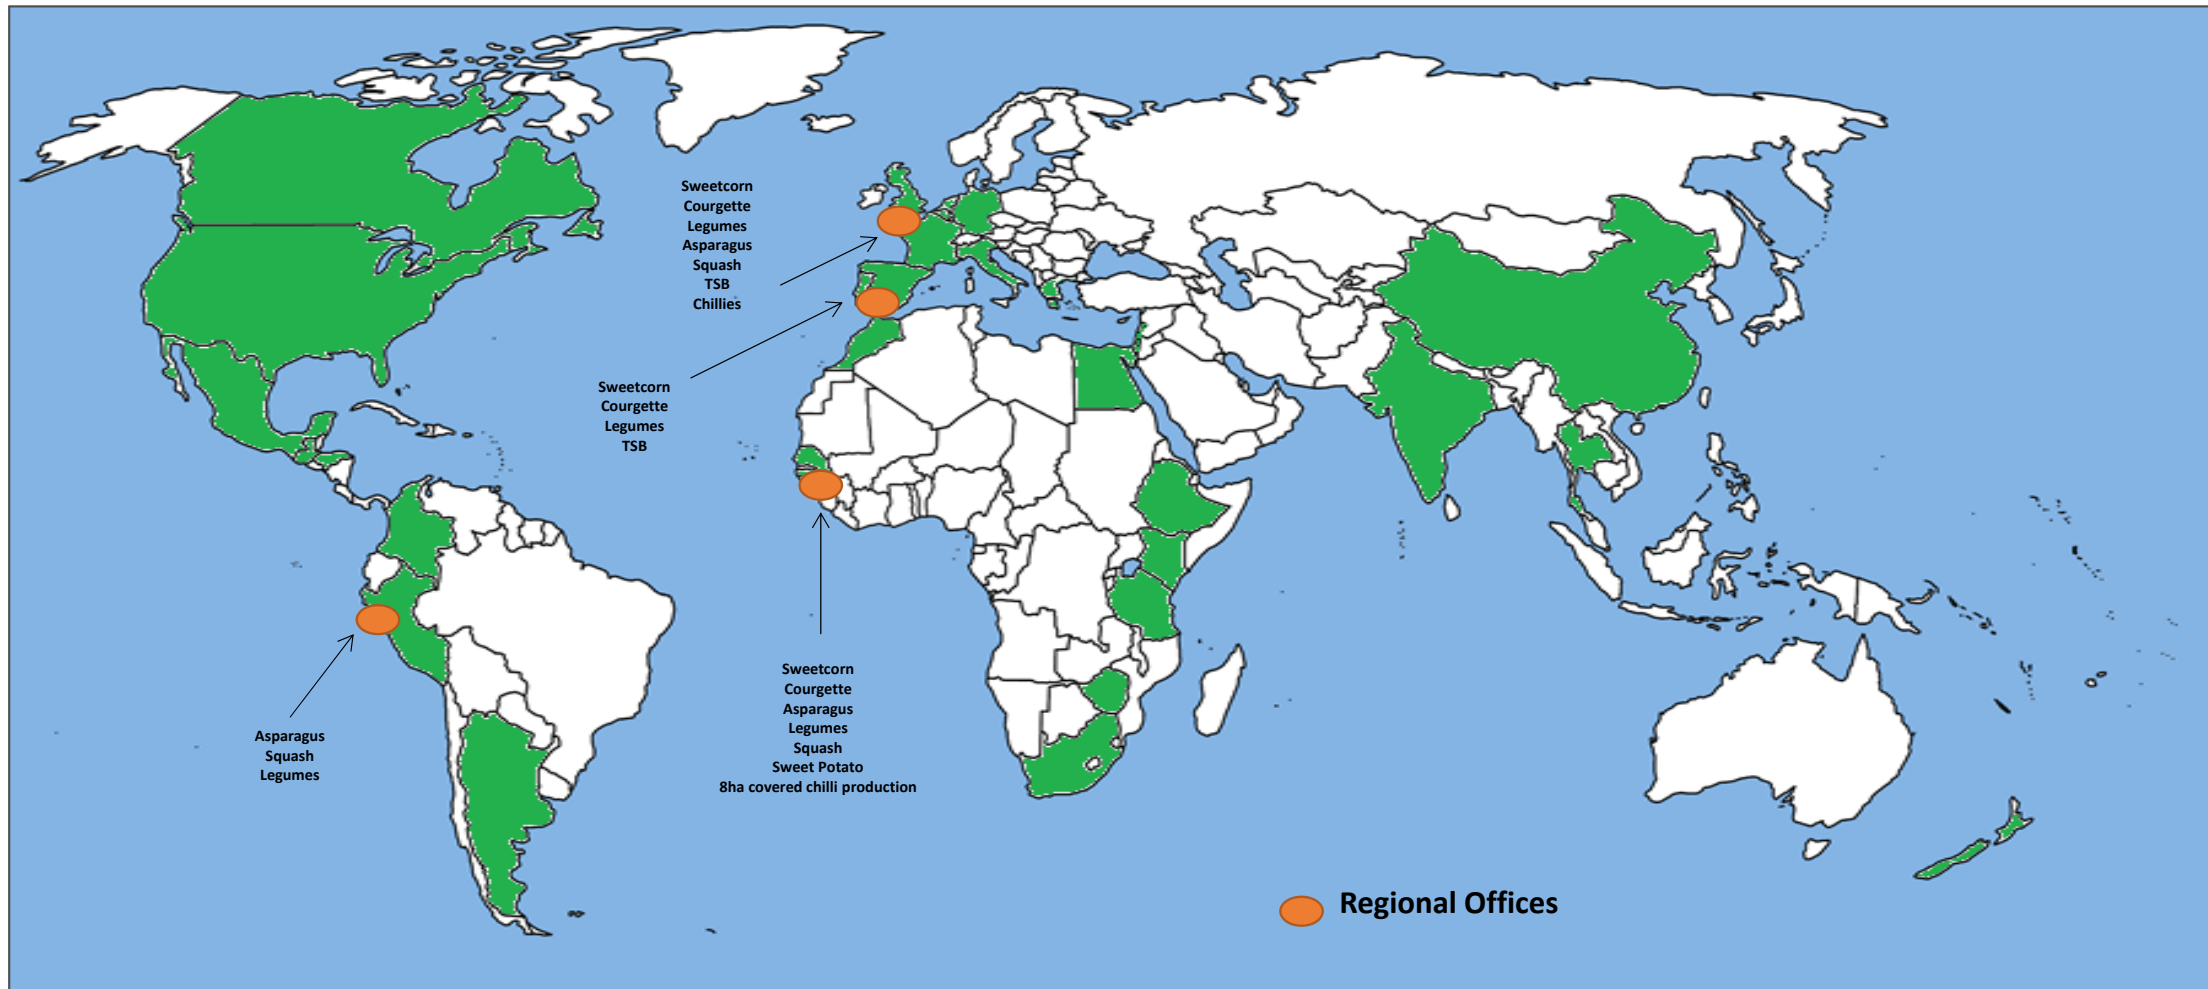 Sweetcorn
Courgette
Legumes
Asparagus
Squash
TSB
Chillies
Sweetcorn
Courgette
Legumes
TSB
Sweetcorn
Courgette
Asparagus
Legumes
Squash
Sweet Potato
8ha covered chilli production
Asparagus
Squash
Legumes
Regional Offices